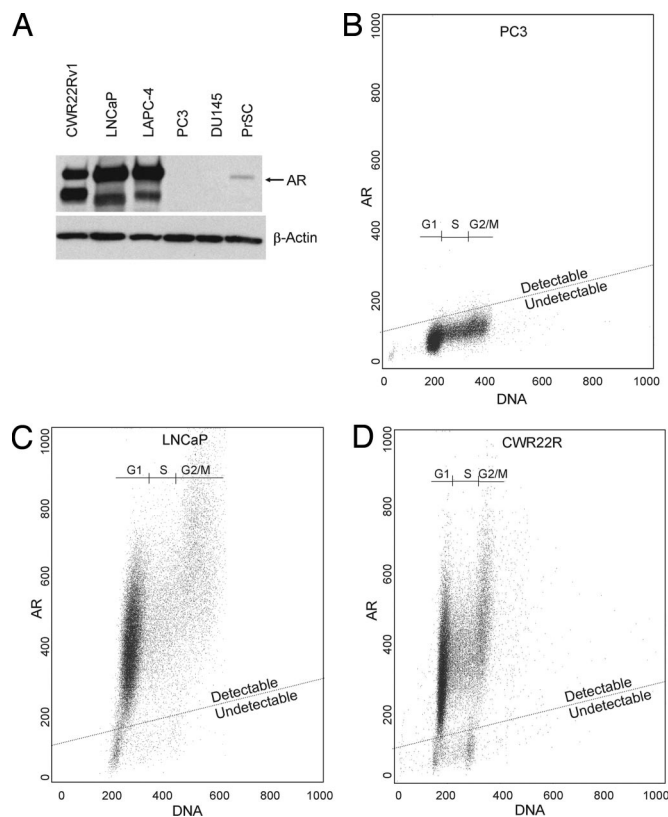 A
CWR22Rv1
LNCaP
LAPC-4
PC3
DU145
PrSC
AR
β-Actin
B
PC3
1000
800
600
400
200
0
AR
G1 S G2/M
Detectable
Undetectable
0 200 400 600 800 1000
DNA
C
LNCaP
1000
800
600
400
200
0
AR
G1 S G2/M
Detectable
Undetectable
0 200 400 600 800 1000
DNA
D
CWR22R
1000
800
600
400
200
0
AR
G1 S G2/M
Detectable
Undetectable
0 200 400 600 800 1000
DNA